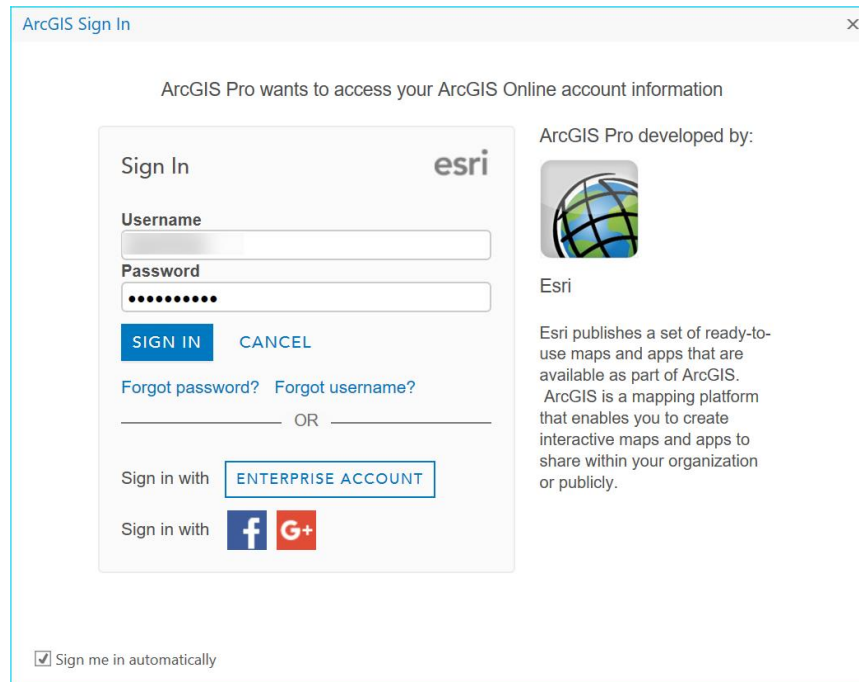 ArcGIS Sign In
ArcGIS Pro wants to access your ArcGIS Online account information
Sign In
esri
Username
Password
SIGN IN
CANCEL
Forgot password? Forgot username?
OR
Sign in with
ENTERPRISE ACCOUNT
Sign in with
f
G+
Sign me in automatically
ArcGIS Pro developed by:
Esri
Esri publishes a set of ready-to-
use maps and apps that are
available as part of ArcGIS.
ArcGIS is a mapping platform
that enables you to create
interactive maps and apps to
share within your organization
or publicly.